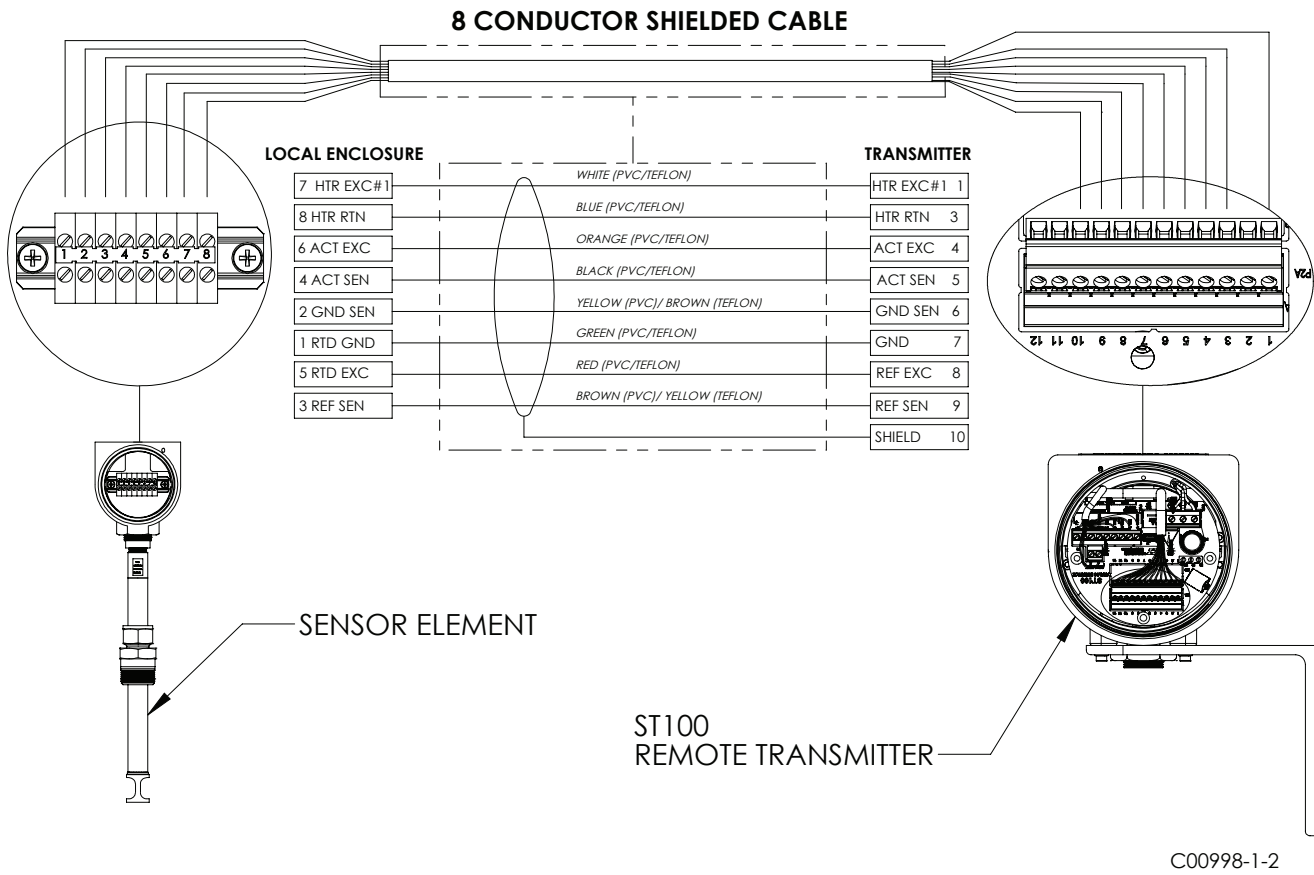 8 CONDUCTOR SHIELDED CABLE
LOCAL ENCLOSURE
TRANSMITTER
7 HTR EXC#1
WHITE (PVC/TEFLON)
HTR EXC#1 1
8 HTR RTN
BLUE (PVC/TEFLON)
HTR RTN 3
6 ACT EXC
ORANGE (PVC/TEFLON)
ACT EXC 4
4 ACT SEN
BLACK (PVC/TEFLON)
ACT SEN 5
2 GND SEN
YELLOW (PVC)/ BROWN (TEFLON)
GND SEN 6
1 RTD GND
GREEN (PVC/TEFLON)
GND 7
5 RTD EXC
RED (PVC/TEFLON)
REF EXC 8
3 REF SEN
BROWN (PVC)/ YELLOW (TEFLON)
REF SEN 9
SHIELD 10
1 2 3 4 5 6 7 8
P2A
12 11 10 9 8 7 6 5 4 3 2 1
ST100
SENSOR ELEMENT
ST100
REMOTE TRANSMITTER
C00998-1-2